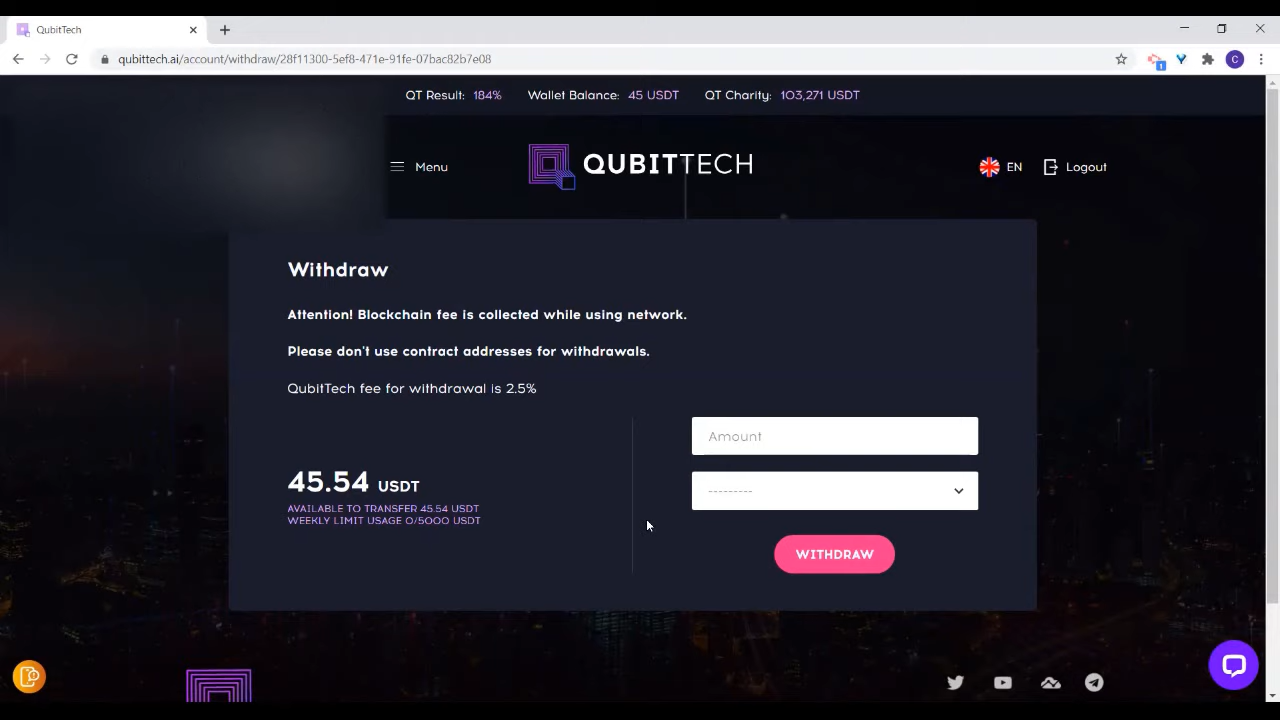 QubitTech
qubittech.ai/account/withdraw/28f11300-5ef8-471e-91fe-07bac82b7e08
1
C
QT Result: 184% Wallet Balance: 45 USDT QT Charity: 103,271 USDT
Menu
QUBITTECH
EN
Logout
Withdraw
Attention! Blockchain fee is collected while using network.
Please don't use contract addresses for withdrawals.
QubitTech fee for withdrawal is 2.5%
45.54 USDT
AVAILABLE TO TRANSFER 45.54 USDT
WEEKLY LIMIT USAGE 0/5000 USDT
Amount
---------
WITHDRAW